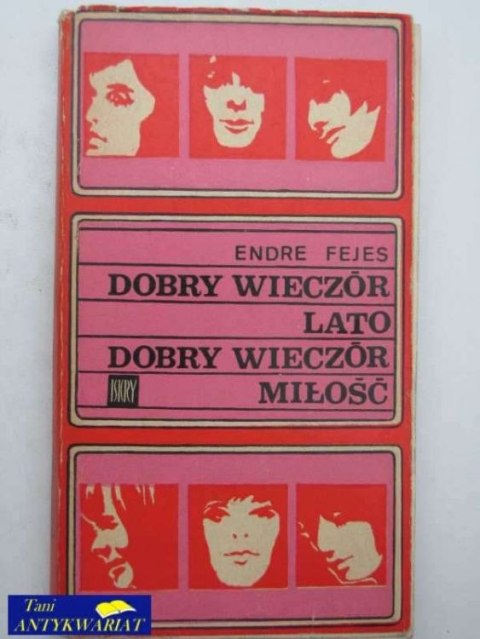 ENDRE FEJES
DOBRY WIECZÓR
LATO
DOBRY WIECZÓR
ISKRY
MIŁOŚĆ
Tani
ANTYKWARIAT